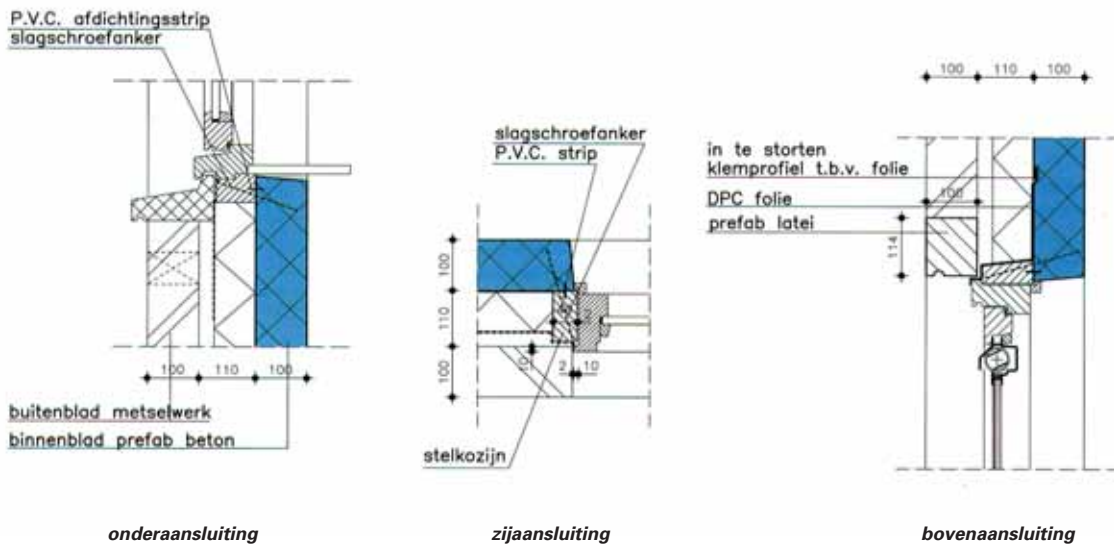 P.V.C. afdichtingsstrip
slagschroefanker
100 110 100
buitenblad metselwerk
binnenblad prefab beton
onderaansluiting
slagschroefanker
P.V.C. strip
100
110
100
2 10
stelkozijn
zijaansluiting
100 110 100
in te storten
klemprofiel t.b.v. folie
100
DPC folie
prefab latei
114
bovenaansluiting